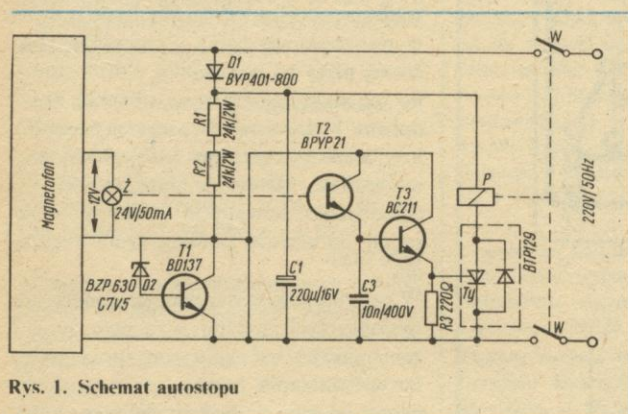 W
D1
BYP401-800
R1
24k/2W
R2
24k/2W
T2
BPYP21
T3
BC211
P
220V/50Hz
Magnetofon
12V
Ż
24V/50mA
T1
BD137
BZP630 D2
C7V5
C1
220µ/16V
C3
10n/400V
R3 220Ω
Ty
BTP129
W
Rys. 1. Schemat autostopu